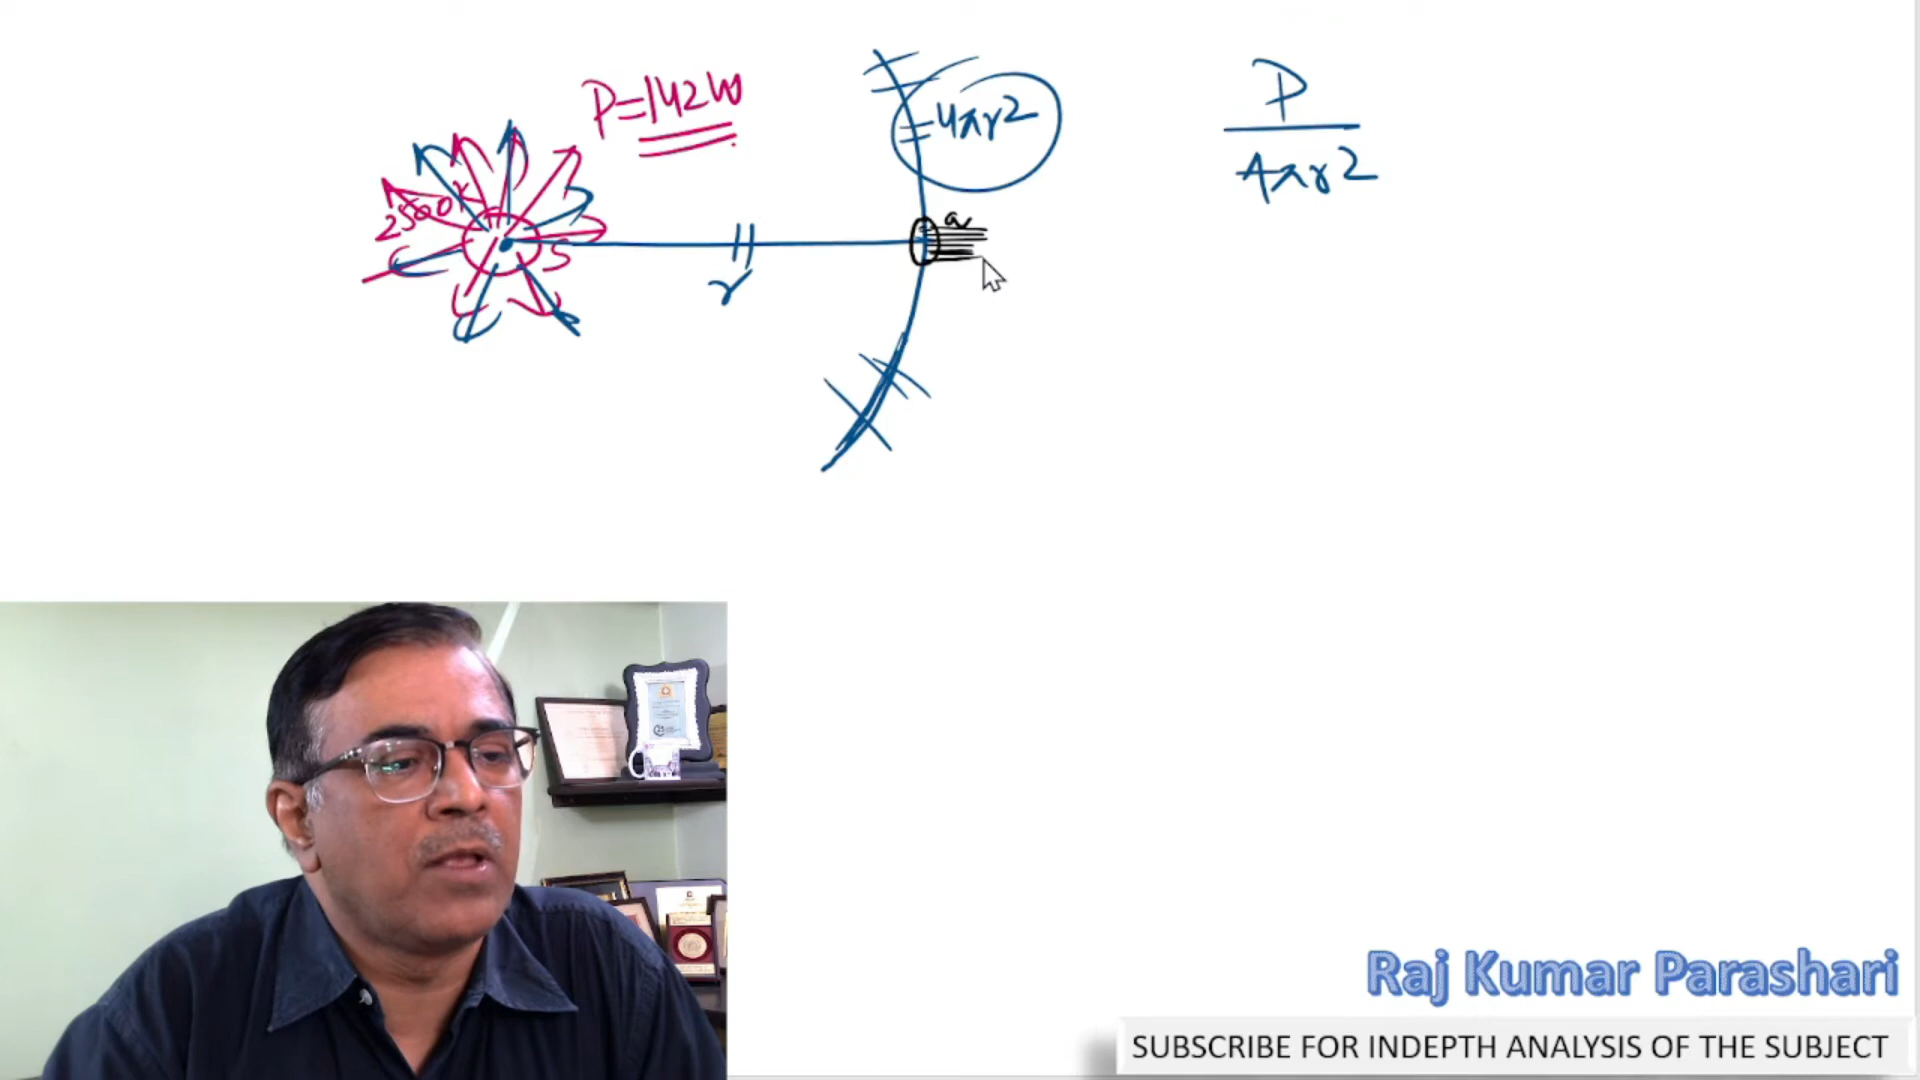 P=142W
4πr2
P
4πr2
2500K
S
a
r
Raj Kumar Parashari
SUBSCRIBE FOR INDEPTH ANALYSIS OF THE SUBJECT